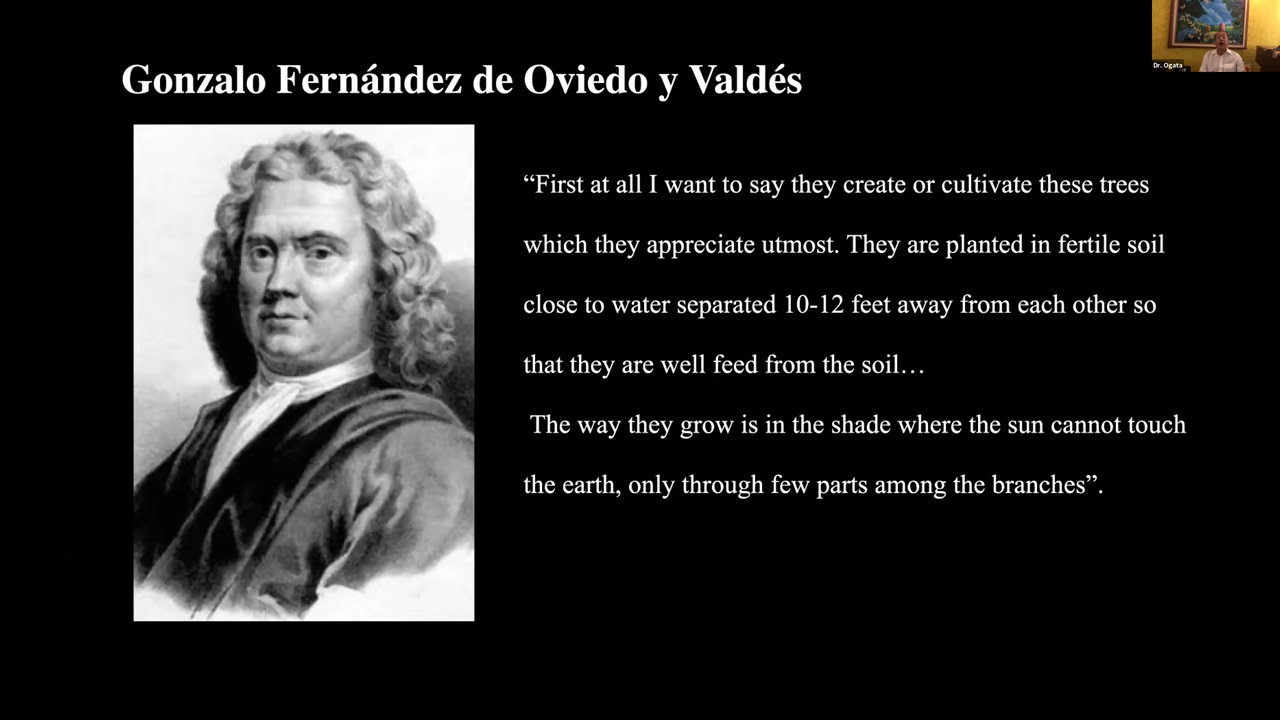 Gonzalo Fernández de Oviedo y Valdés
“First at all I want to say they create or cultivate these trees
which they appreciate utmost. They are planted in fertile soil
close to water separated 10-12 feet away from each other so
that they are well feed from the soil…
The way they grow is in the shade where the sun cannot touch
the earth, only through few parts among the branches”.
Dr. Ogata